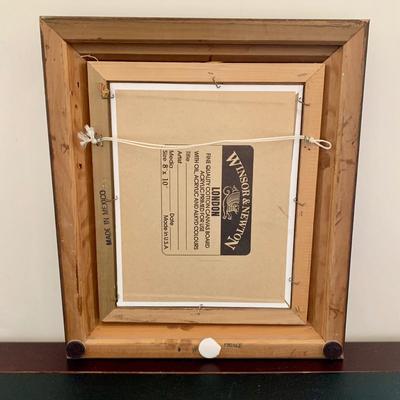 WINSOR & NEWTON
LONDON
FINE QUALITY COTTON CANVAS BOARD
ACRYLIC PRIMED FOR USE
WITH OIL, ACRYLIC AND ALKYD COLOURS
Title
Artist
Date
Media
Made in U.S.A
Size 8" x 10"
MADE IN MEXICO